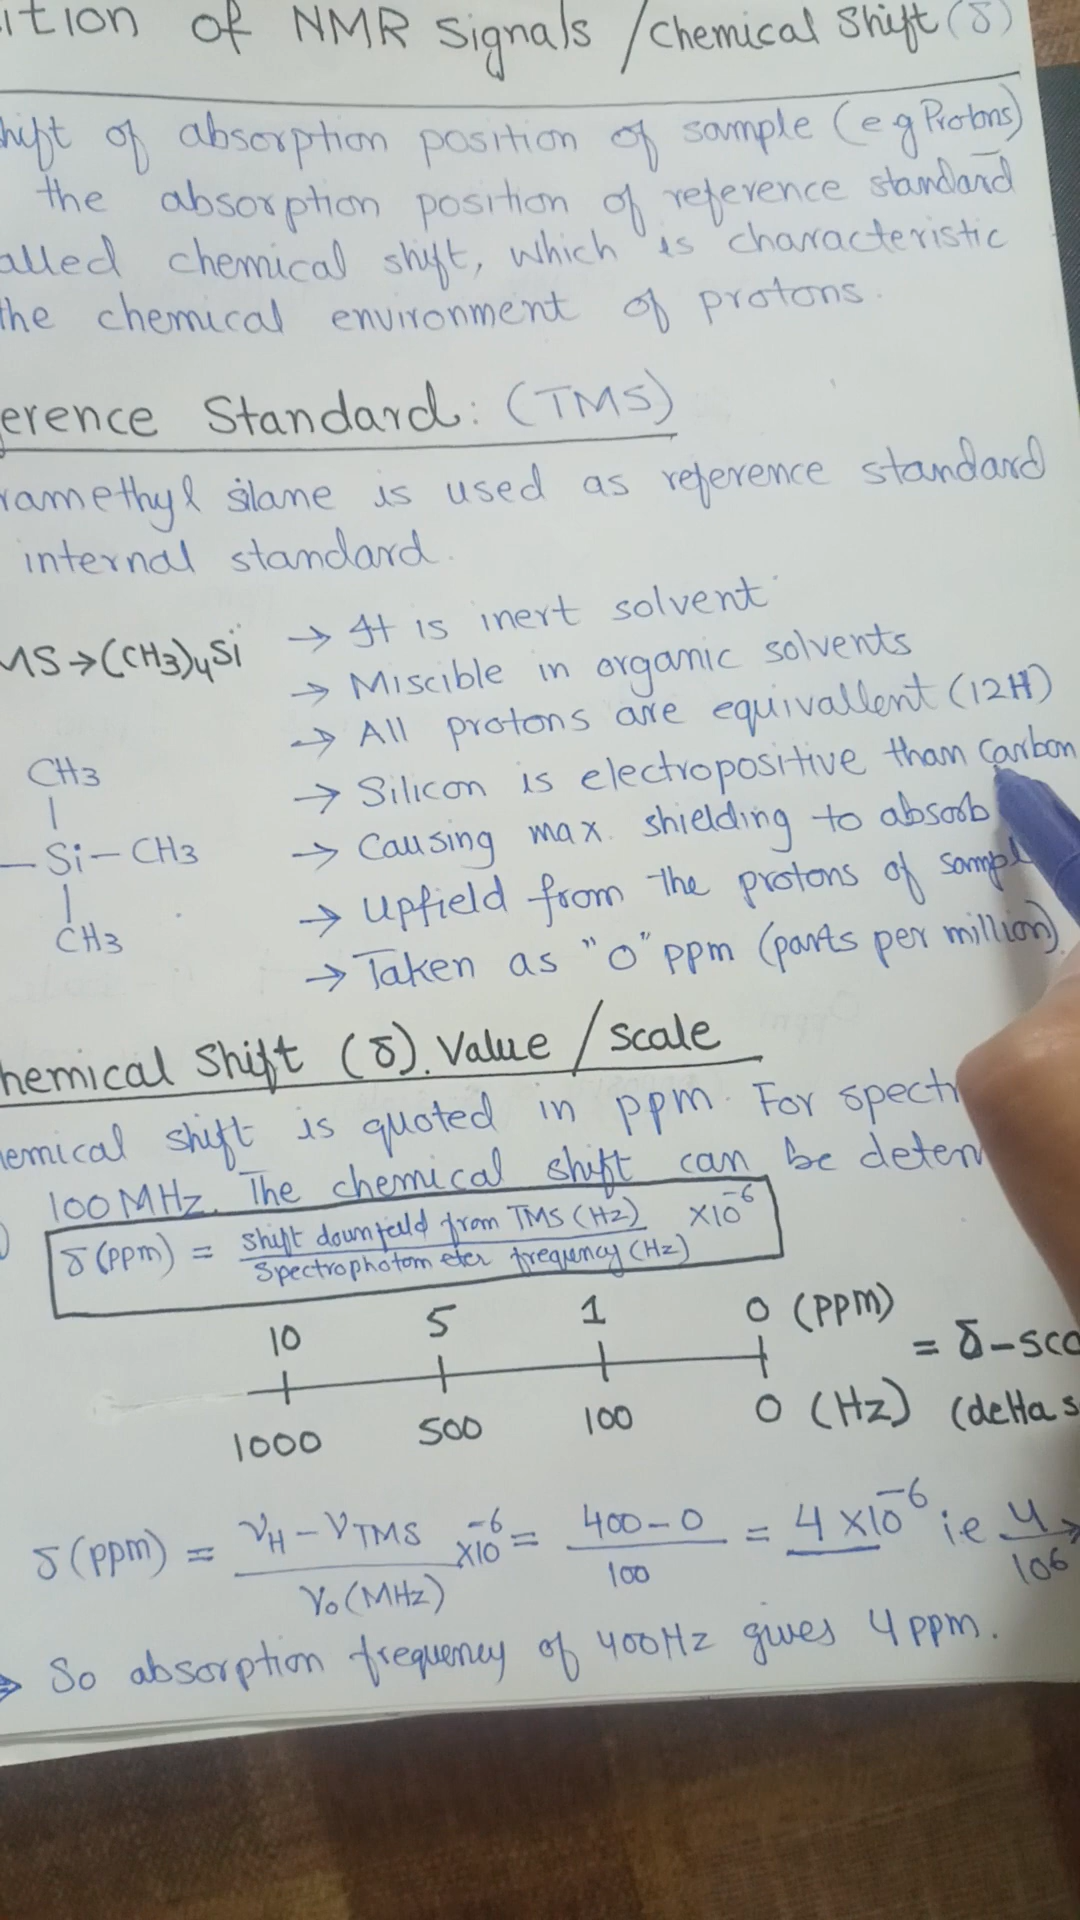 ition of NMR Signals / Chemical Shift (δ)
hift of absorption position of sample (eg Protons)
the absorption position of reference standard
alled chemical shift, which is characteristic
the chemical environment of protons.
erence Standard: (TMS)
ramethyl silane is used as reference standard
internal standard.
→ It is inert solvent
MS→(CH3)4Si
→ Miscible in organic solvents
→ All protons are equivallent (12H)
CH3
→ Silicon is electropositive than carbon
— Si — CH3
→ Causing max. shielding to absorb
→ Upfield from the protons of sampl
CH3
→ Taken as "0" ppm (parts per million).
hemical Shift (δ). Value / scale
emical shift is quoted in ppm. For spectr
100 MHz. The chemical shift can be deter
δ (ppm) = Shift downfeild from TMS (Hz) / Spectrophotometer frequency (Hz) ×10⁻⁶
10 5 1 0 (ppm)
= δ-sca
1000 500 100 0 (Hz) (delta s
δ (ppm) = νH - νTMS / ν₀ (MHz) ×10⁻⁶ = 400-0 / 100 = 4 ×10⁻⁶ ie 4 / 10⁶
So absorption frequency of 400Hz gives 4 ppm.